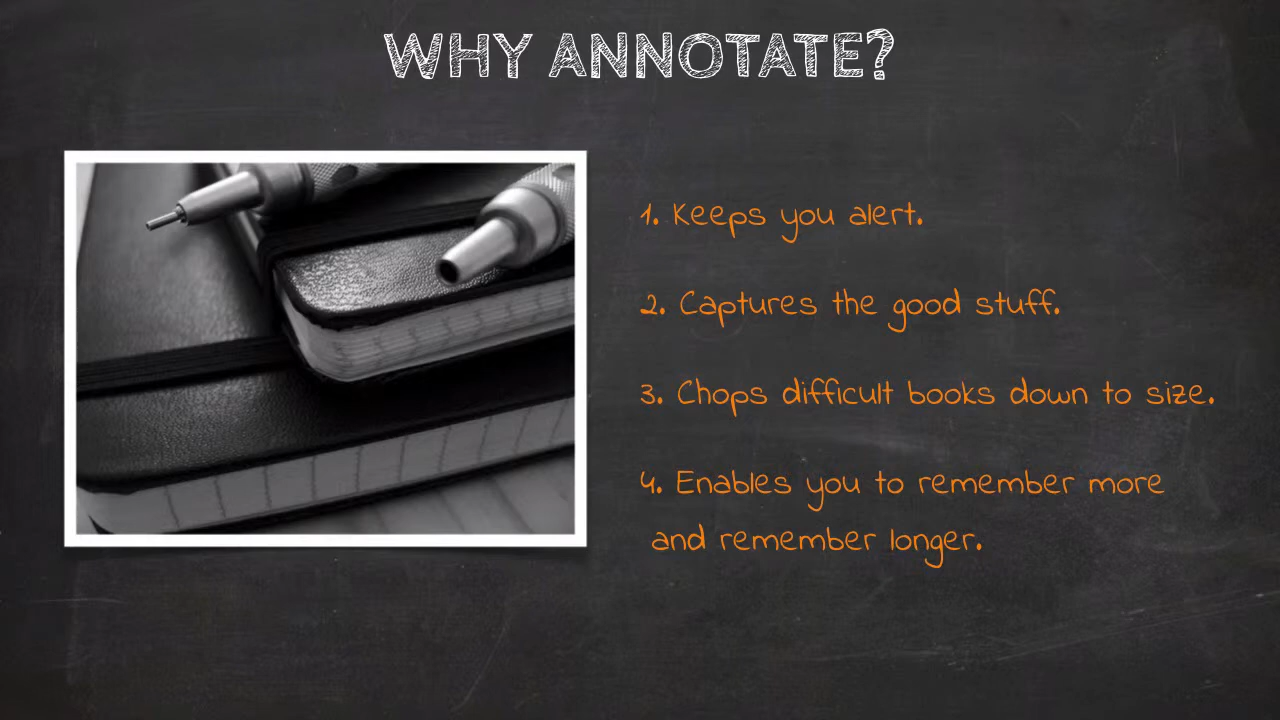 WHY ANNOTATE?
1. Keeps you alert.
2. Captures the good stuff.
3. Chops difficult books down to size.
4. Enables you to remember more
and remember longer.